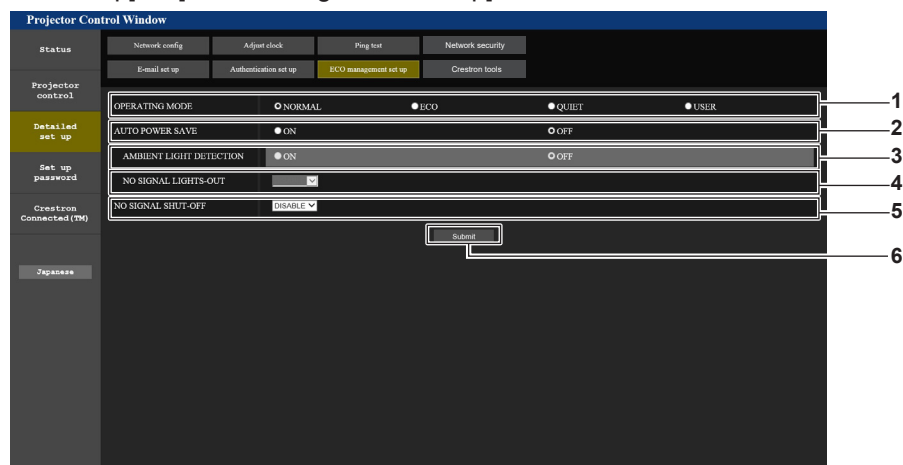 Projector Control Window
Status
Network config Adjust clock Ping test Network security
E-mail set up Authentication set up ECO management set up Crestron tools
Projector
control
Detailed
set up
Set up
password
Crestron
Connected(TM)
Japanese
OPERATING MODE NORMAL ECO QUIET USER 1
AUTO POWER SAVE ON OFF 2
AMBIENT LIGHT DETECTION ON OFF 3
NO SIGNAL LIGHTS-OUT 4
NO SIGNAL SHUT-OFF DISABLE 5
Submit 6